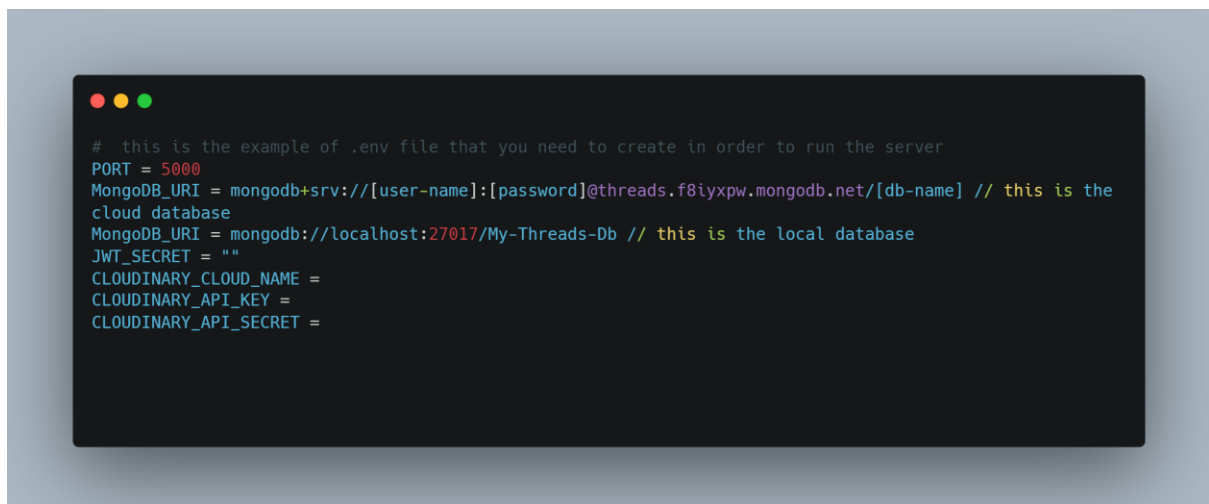 #  this is the example of .env file that you need to create in order to run the server
PORT = 5000
MongoDB_URI = mongodb+srv://[user-name]:[password]@threads.f8iyxpw.mongodb.net/[db-name] // this is the
cloud database
MongoDB_URI = mongodb://localhost:27017/My-Threads-Db // this is the local database
JWT_SECRET = ""
CLOUDINARY_CLOUD_NAME =
CLOUDINARY_API_KEY =
CLOUDINARY_API_SECRET =